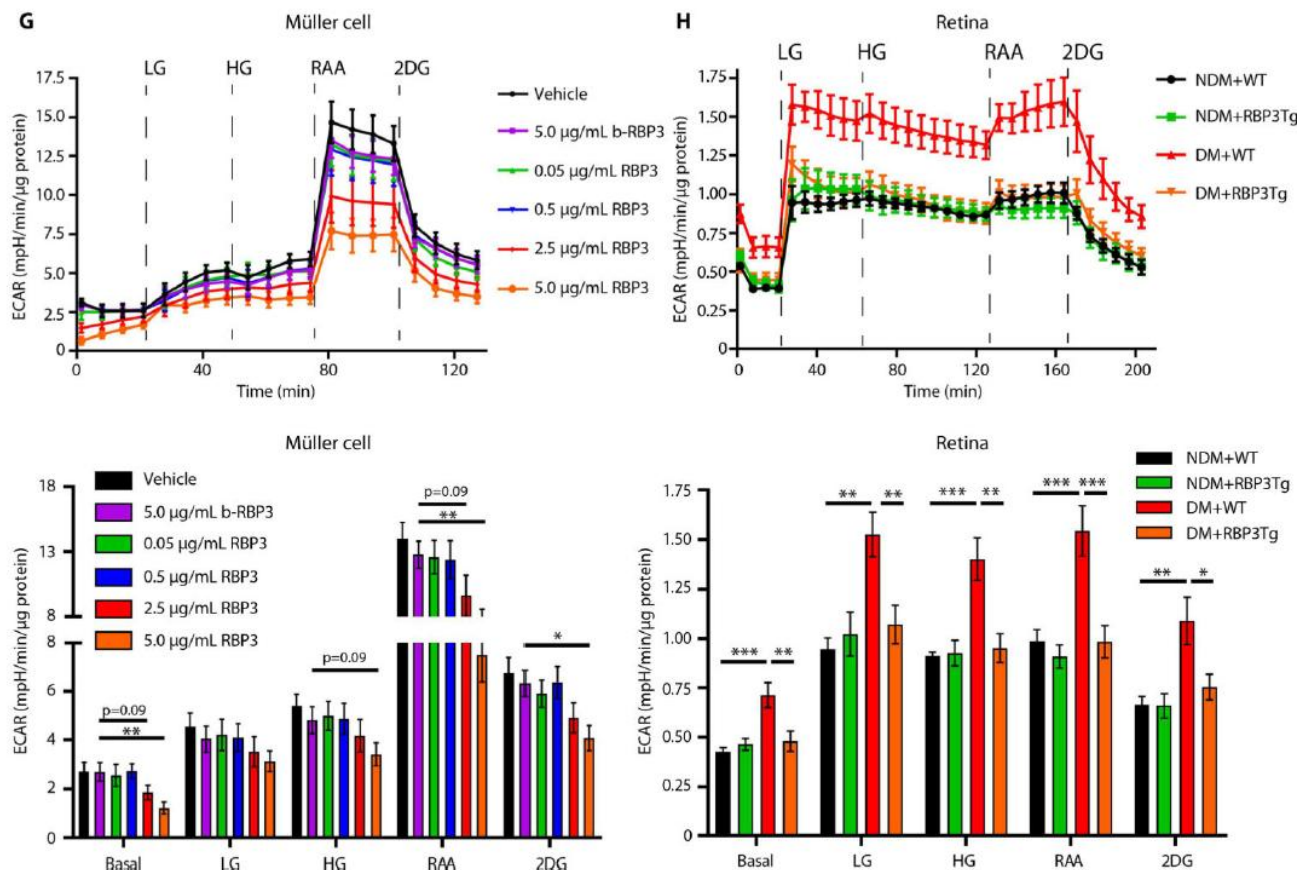 G
Müller cell
LG
HG
RAA
2DG
17.5
15.0
12.5
10.0
7.5
5.0
2.5
0
ECAR (mpH/min/µg protein)
0
40
80
120
Time (min)
Vehicle
5.0 µg/mL b-RBP3
0.05 µg/mL RBP3
0.5 µg/mL RBP3
2.5 µg/mL RBP3
5.0 µg/mL RBP3
H
Retina
LG
HG
RAA
2DG
1.75
1.50
1.25
1.00
0.75
0.50
0.25
0
ECAR (mpH/min/µg protein)
0
40
80
120
160
200
Time (min)
NDM+WT
NDM+RBP3Tg
DM+WT
DM+RBP3Tg
Müller cell
Vehicle
5.0 µg/mL b-RBP3
0.05 µg/mL RBP3
0.5 µg/mL RBP3
2.5 µg/mL RBP3
5.0 µg/mL RBP3
18
13
8
8
6
4
2
0
ECAR (mpH/min/µg protein)
p=0.09
**
p=0.09
p=0.09
**
*
Basal
LG
HG
RAA
2DG
Retina
NDM+WT
NDM+RBP3Tg
DM+WT
DM+RBP3Tg
1.75
1.50
1.25
1.00
0.75
0.50
0.25
0
ECAR (mpH/min/µg protein)
*** **
** **
*** **
*** ***
** *
Basal
LG
HG
RAA
2DG